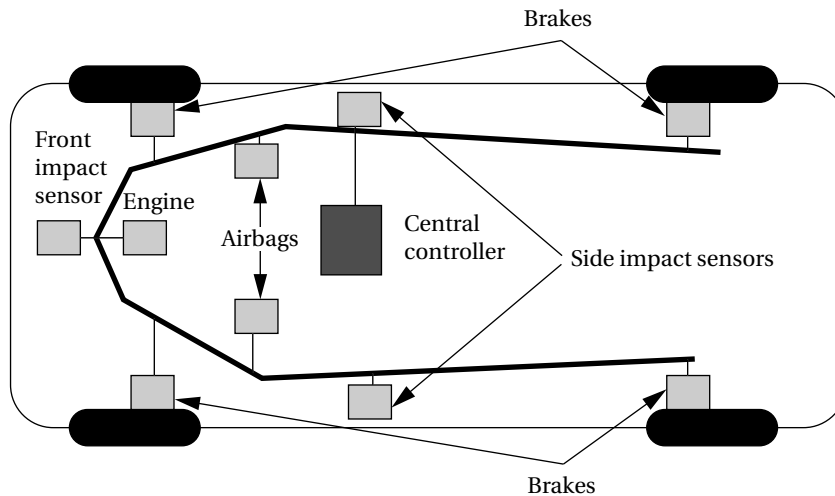 Brakes
Front
impact
sensor
Engine
Airbags
Central
controller
Side impact sensors
Brakes